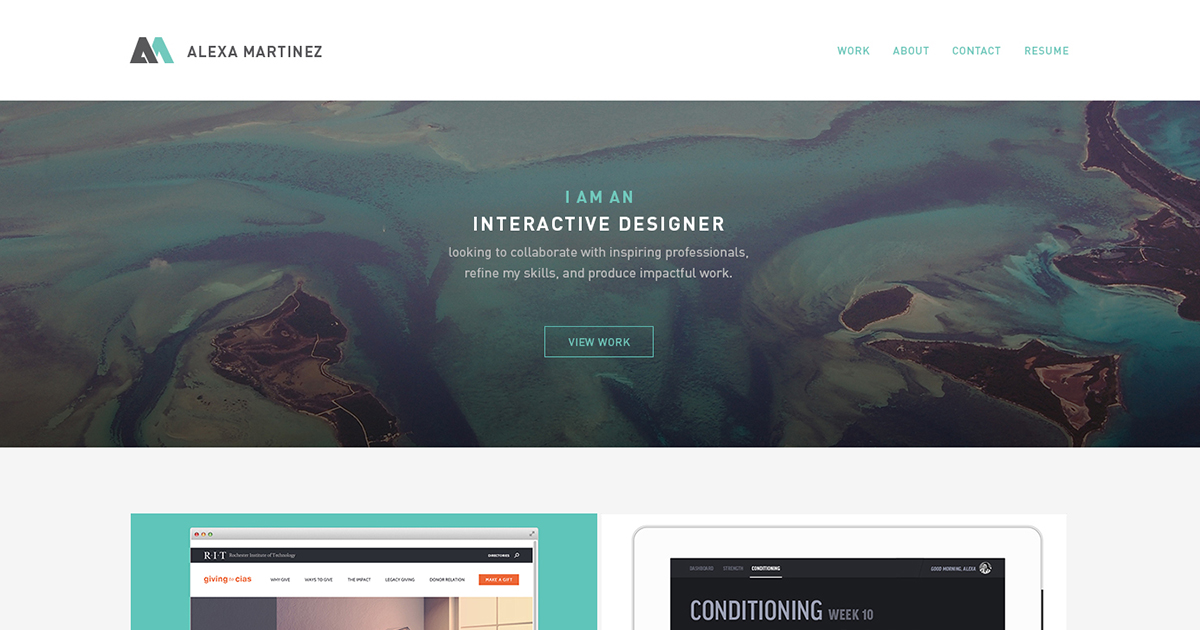 ALEXA MARTINEZ
WORK ABOUT CONTACT RESUME
I AM AN
INTERACTIVE DESIGNER
looking to collaborate with inspiring professionals,
refine my skills, and produce impactful work.
VIEW WORK
R·I·T Rochester Institute of Technology DIRECTORIES
giving to cias WHY GIVE WAYS TO GIVE THE IMPACT LEGACY GIVING DONOR RELATION MAKE A GIFT
DASHBOARD STRENGTH CONDITIONING GOOD MORNING, ALEXA
CONDITIONING WEEK 10